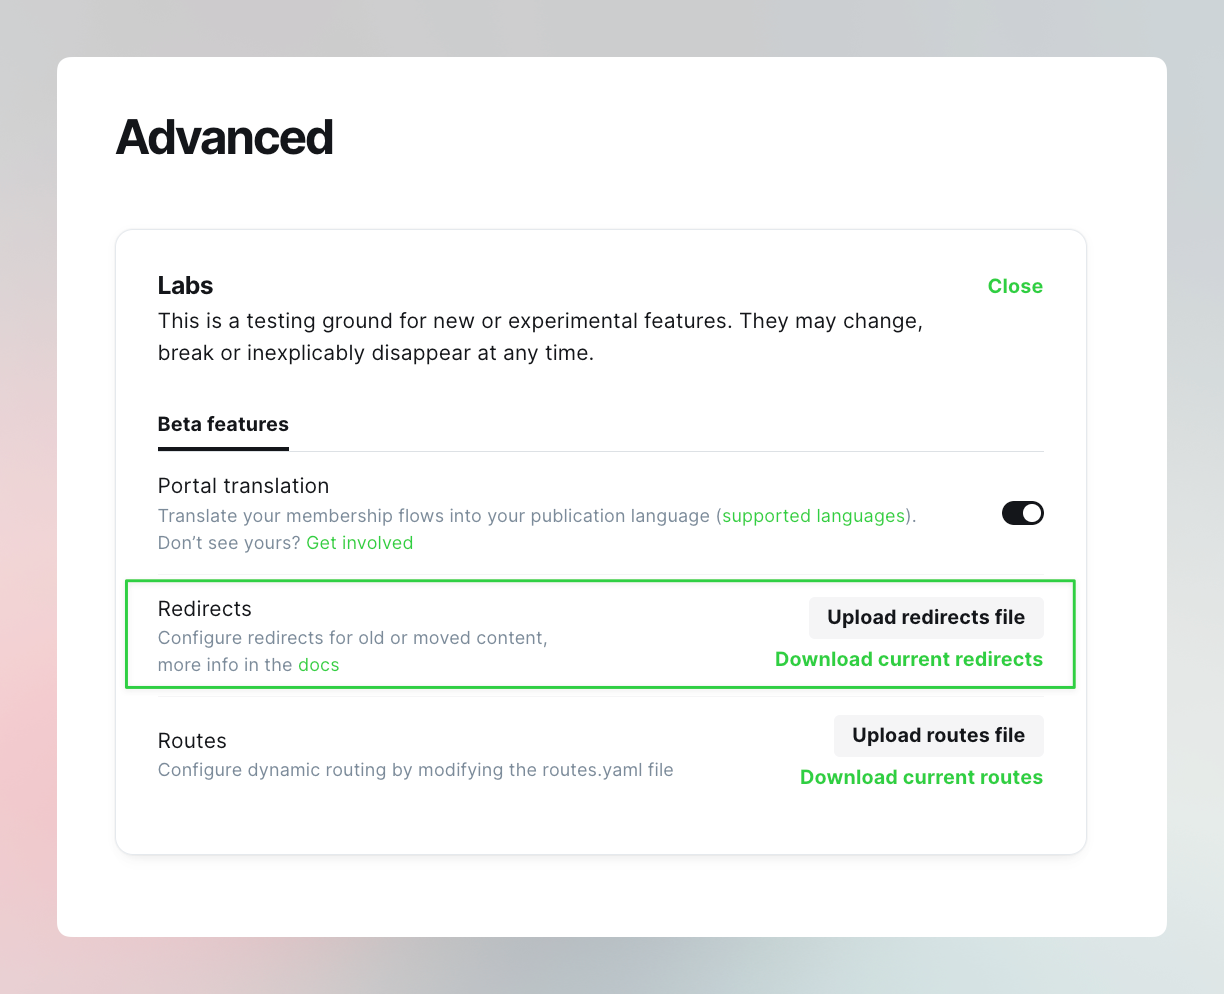 Advanced
Labs
Close
This is a testing ground for new or experimental features. They may change,
break or inexplicably disappear at any time.
Beta features
Portal translation
Translate your membership flows into your publication language (supported languages).
Don’t see yours? Get involved
Redirects
Configure redirects for old or moved content,
more info in the docs
Upload redirects file
Download current redirects
Routes
Configure dynamic routing by modifying the routes.yaml file
Upload routes file
Download current routes